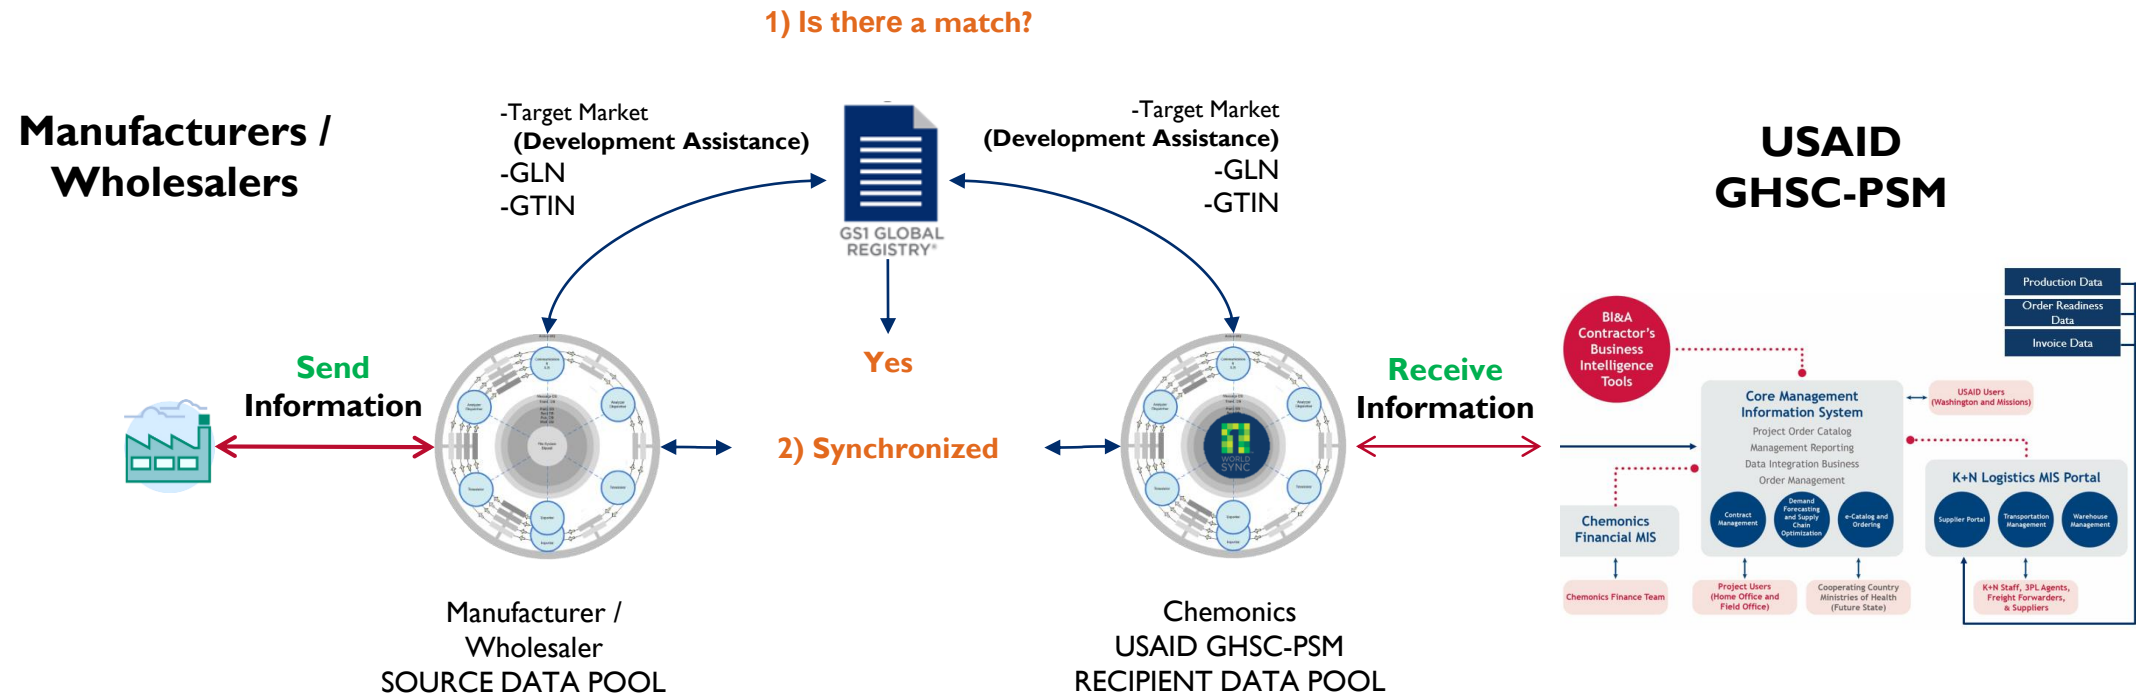 1) Is there a match?
Manufacturers /
Wholesalers
-Target Market
(Development Assistance)
-GLN
-GTIN
GS1 GLOBAL
REGISTRY®
-Target Market
(Development Assistance)
-GLN
-GTIN
USAID
GHSC-PSM
Send
Information
Yes
2) Synchronized
WORLD
SYNC
Receive
Information
Manufacturer /
Wholesaler
SOURCE DATA POOL
Chemonics
USAID GHSC-PSM
RECIPIENT DATA POOL
Production Data
Order Readiness
Data
Invoice Data
BI&A
Contractor's
Business
Intelligence
Tools
Core Management
Information System
Project Order Catalog
Management Reporting
Data Integration Business
Order Management
Contract
Management
Demand
Forecasting
and Supply
Chain
Optimization
e-Catalog and
Ordering
USAID Users
(Washington and Missions)
K+N Logistics MIS Portal
Supplier Portal
Transportation
Management
Warehouse
Management
Chemonics
Financial MIS
Chemonics Finance Team
Project Users
(Home Office and
Field Office)
Cooperating Country
Ministries of Health
(Future State)
K+N Staff, 3PL Agents,
Freight Forwarders,
& Suppliers